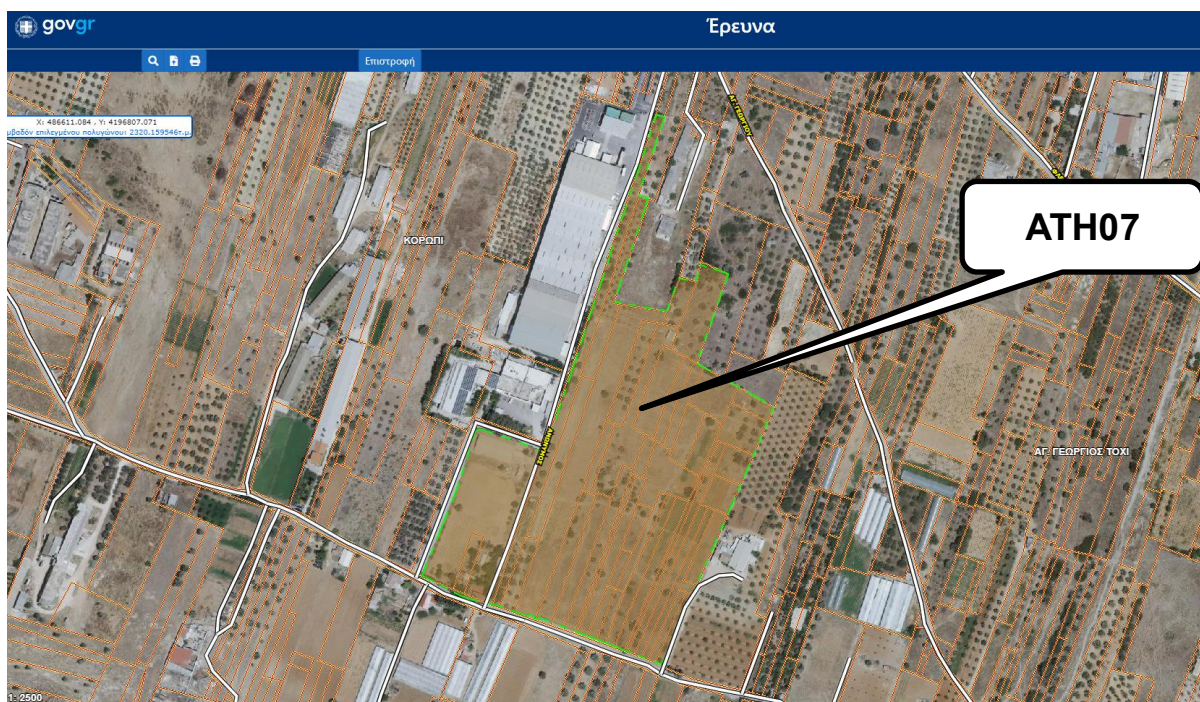 govgr
Έρευνα
Επιστροφή
X: 486611.084 , Y: 4196807.071
μβαδόν επιλεγμένου πολυγώνου: 2320.159546τ.μ.
ΑΓ. ΓΕΩΡΓΙΟΥ
ATH07
ΚΟΡΩΠΙ
ΑΓ. ΓΕΩΡΓΙΟΣ ΤΟΧΙ
1: 2500